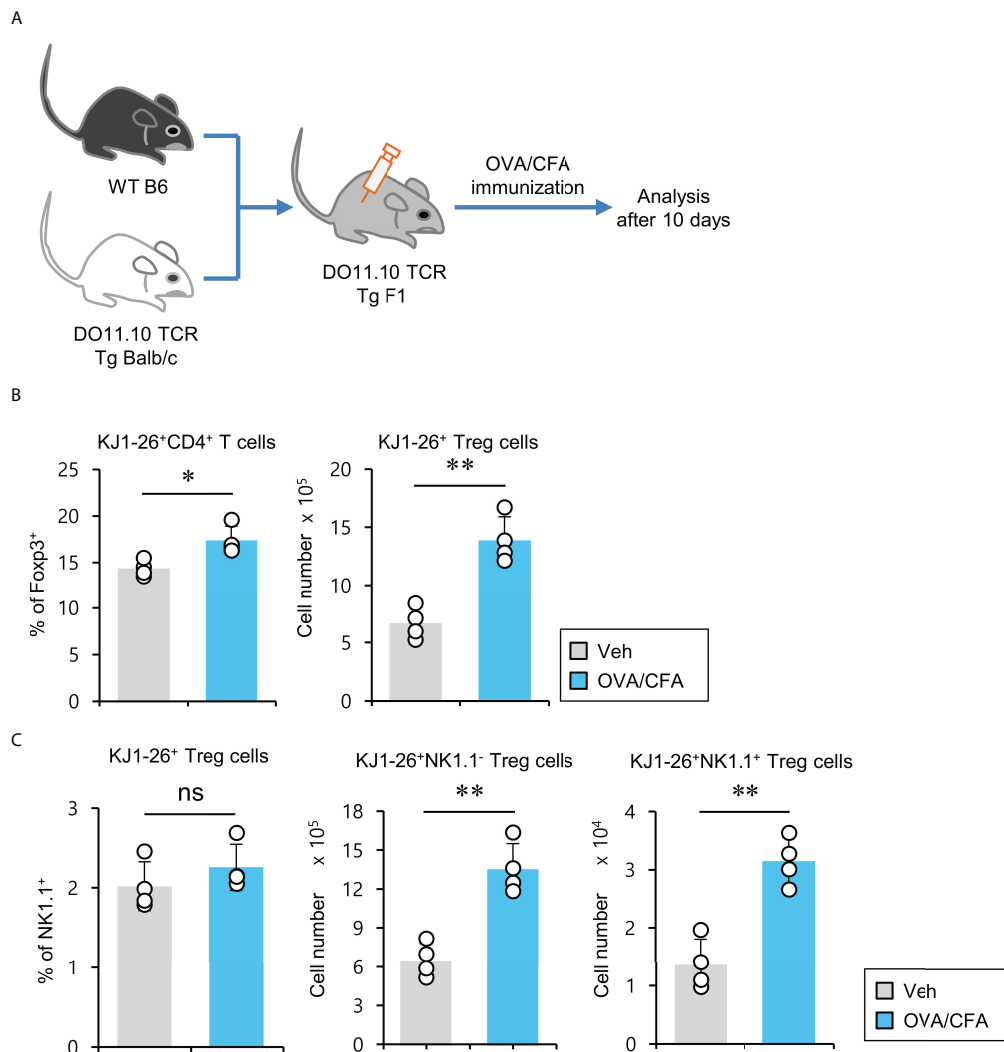 A
WT B6
DO11.10 TCR
Tg Balb/c
DO11.10 TCR
Tg F1
OVA/CFA
immunization
Analysis
after 10 days
B
KJ1-26⁺CD4⁺ T cells
% of Foxp3⁺
25
20
15
10
5
0
*
KJ1-26⁺ Treg cells
Cell number x 10⁵
20
15
10
5
0
**
Veh
OVA/CFA
C
KJ1-26⁺ Treg cells
% of NK1.1⁺
3
2
1
0
ns
KJ1-26⁺NK1.1⁻ Treg cells
Cell number x 10⁵
18
15
12
9
6
3
0
**
KJ1-26⁺NK1.1⁺ Treg cells
Cell number x 10⁴
4
3
2
1
0
**
Veh
OVA/CFA